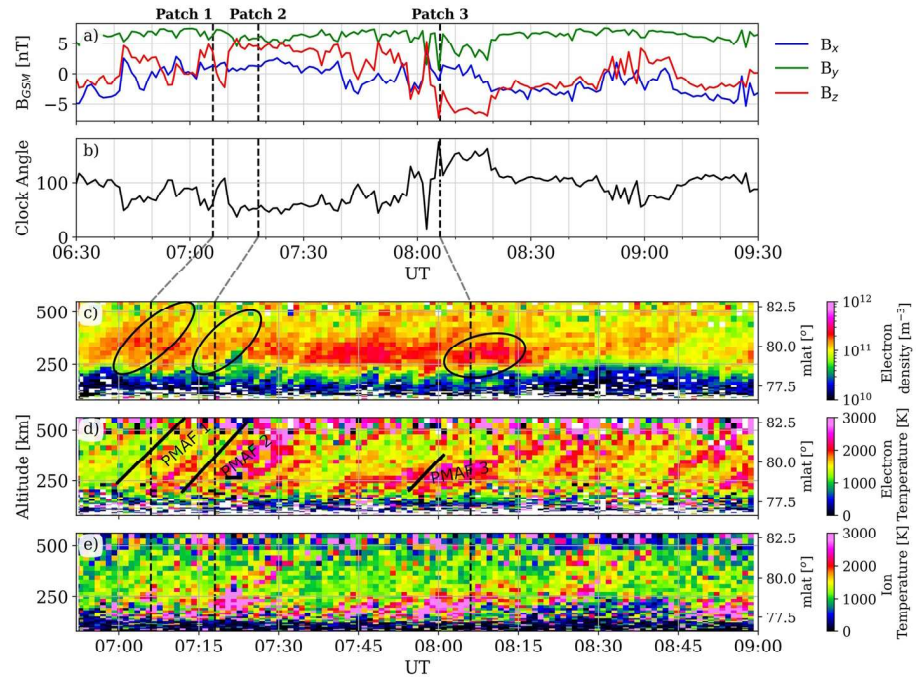 Patch 1 Patch 2 Patch 3
a)
B_GSM [nT]
5
0
−5
B_x
B_y
B_z
b)
Clock Angle
100
0
06:30 07:00 07:30 08:00 08:30 09:00 09:30
UT
c)
500
250
82.5
80.0
77.5
mlat [°]
10^12
10^11
10^10
Electron
density [m^−3]
d)
Altitude [km]
500
250
PMAF 1
PMAF 2
PMAF 3
82.5
80.0
77.5
mlat [°]
3000
2000
1000
0
Electron
Temperature [K]
e)
500
250
82.5
80.0
77.5
mlat [°]
3000
2000
1000
0
Ion
Temperature [K]
07:00 07:15 07:30 07:45 08:00 08:15 08:30 08:45 09:00
UT